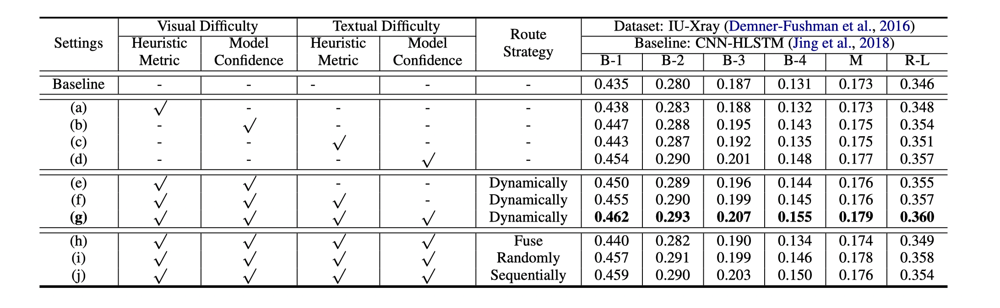 Settings Visual Difficulty Textual Difficulty Route Strategy Dataset: IU-Xray (Demner-Fushman et al., 2016)
Heuristic Metric Model Confidence Heuristic Metric Model Confidence Baseline: CNN-HLSTM (Jing et al., 2018)
B-1 B-2 B-3 B-4 M R-L
Baseline - - - - - 0.435 0.280 0.187 0.131 0.173 0.346
(a) √ - - - - 0.438 0.283 0.188 0.132 0.173 0.348
(b) - √ - - - 0.447 0.288 0.195 0.143 0.175 0.354
(c) - - √ - - 0.443 0.287 0.192 0.135 0.175 0.351
(d) - - - √ - 0.454 0.290 0.201 0.148 0.177 0.357
(e) √ √ - - Dynamically 0.450 0.289 0.196 0.144 0.176 0.355
(f) √ √ √ - Dynamically 0.455 0.290 0.199 0.145 0.176 0.357
(g) √ √ √ √ Dynamically 0.462 0.293 0.207 0.155 0.179 0.360
(h) √ √ √ √ Fuse 0.440 0.282 0.190 0.134 0.174 0.349
(i) √ √ √ √ Randomly 0.457 0.291 0.199 0.146 0.178 0.358
(j) √ √ √ √ Sequentially 0.459 0.290 0.203 0.150 0.176 0.354